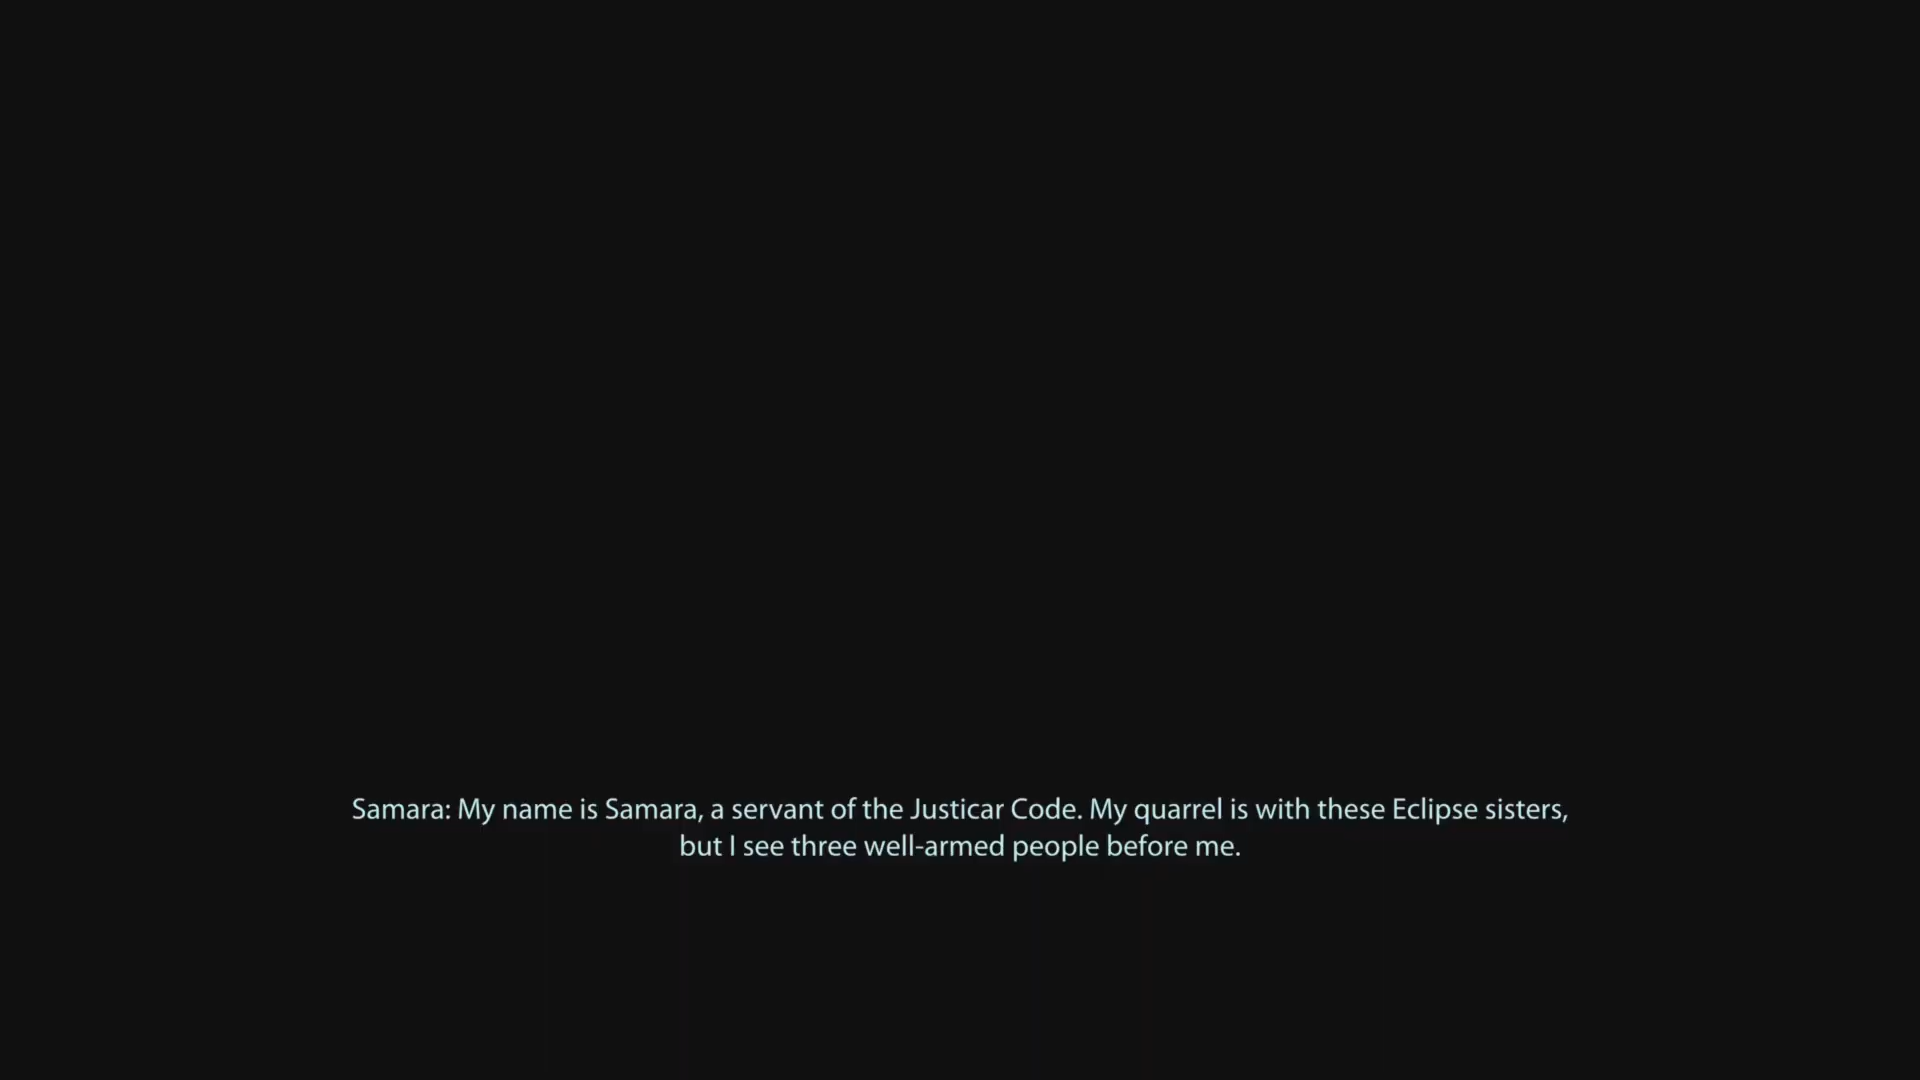 Samara: My name is Samara, a servant of the Justicar Code. My quarrel is with these Eclipse sisters,
but I see three well-armed people before me.